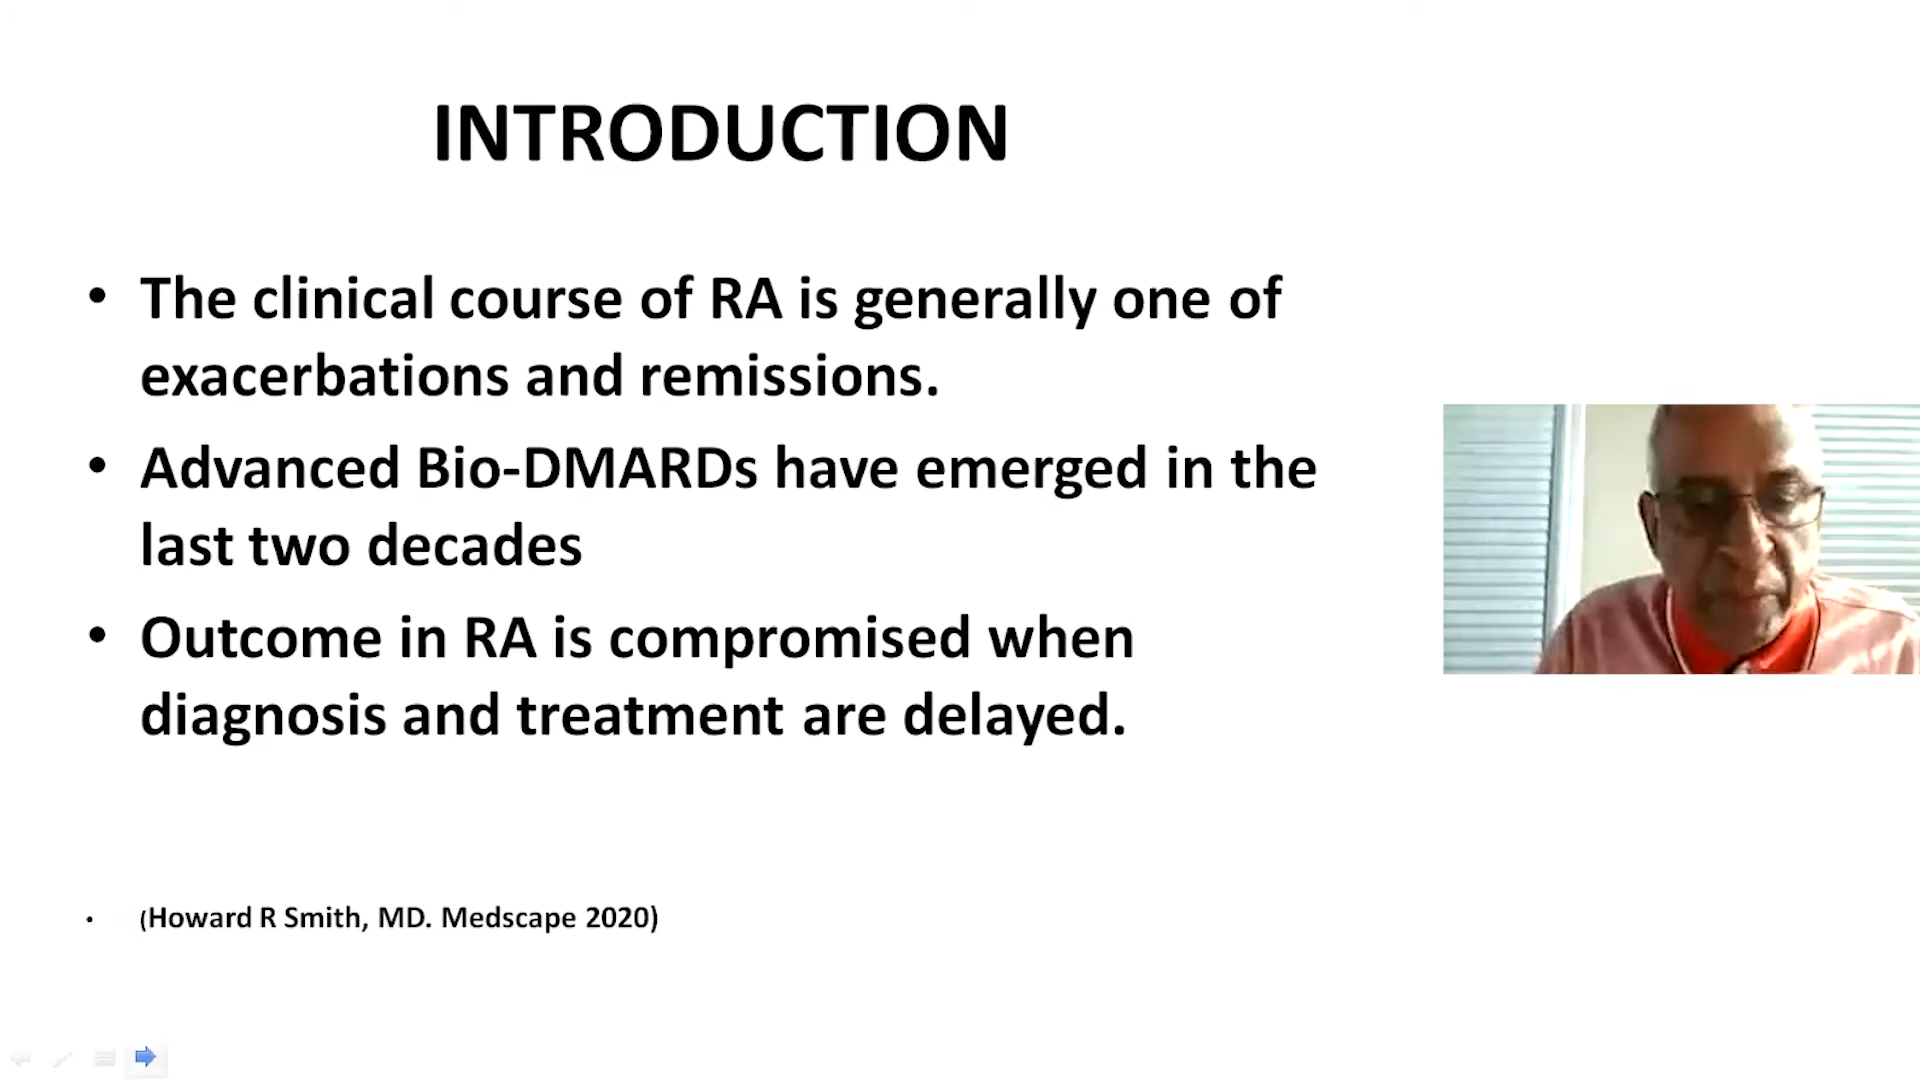 INTRODUCTION
• The clinical course of RA is generally one of
exacerbations and remissions.
• Advanced Bio-DMARDs have emerged in the
last two decades
• Outcome in RA is compromised when
diagnosis and treatment are delayed.
• (Howard R Smith, MD. Medscape 2020)